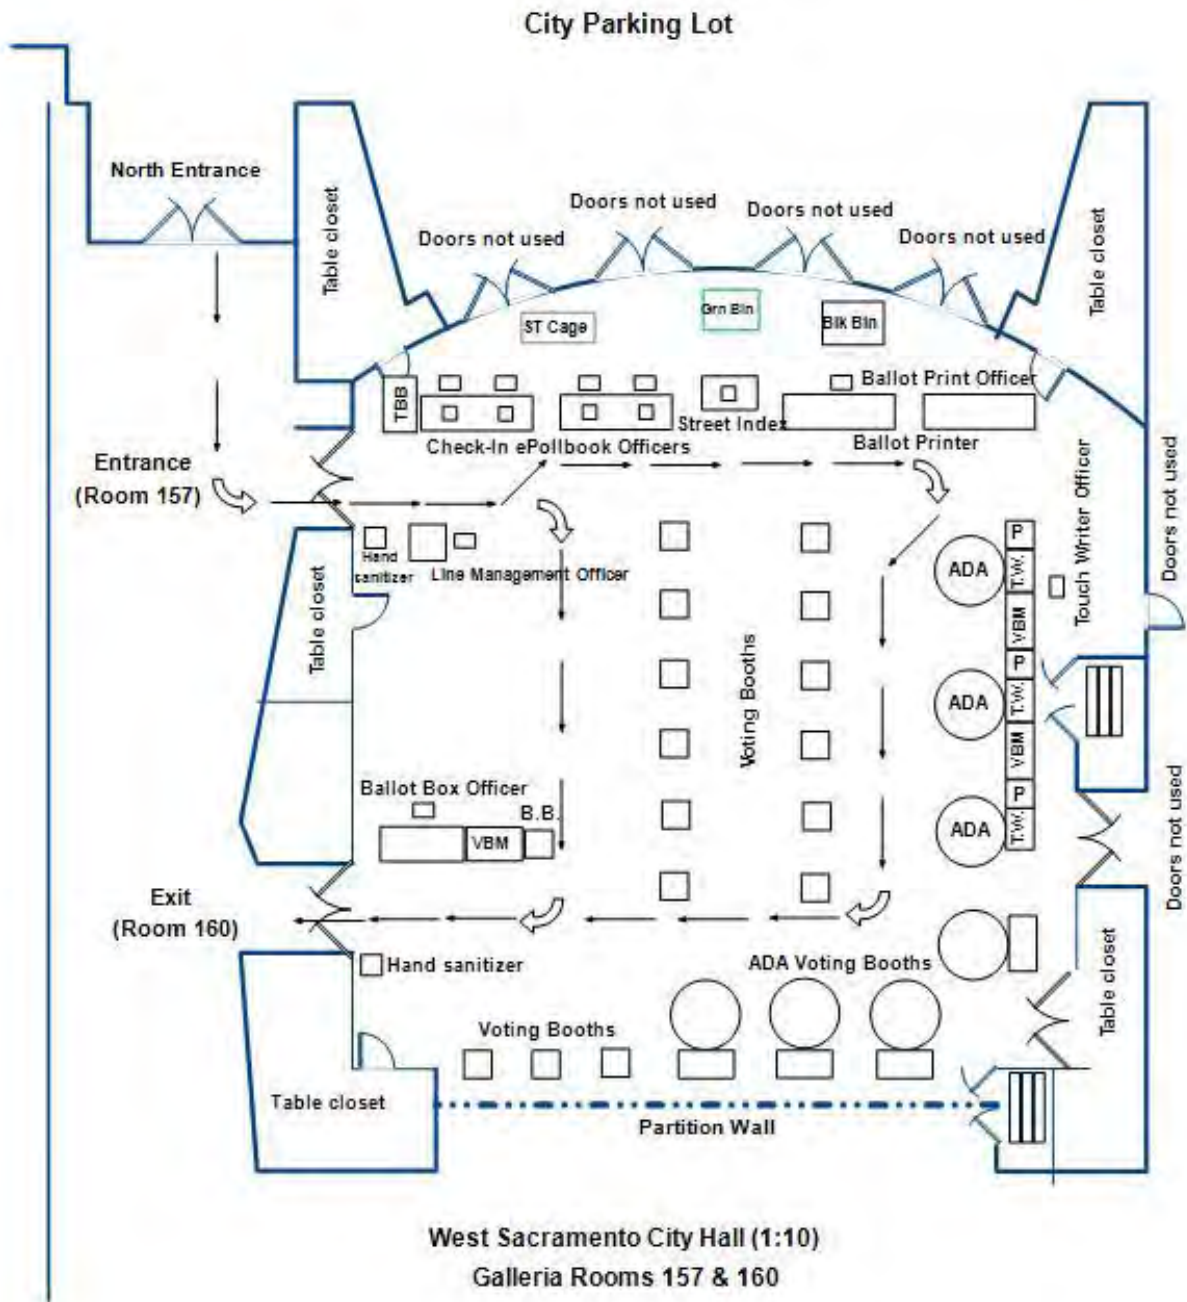 City Parking Lot
North Entrance
Table closet
Doors not used
Doors not used
Doors not used
Doors not used
Table closet
ST Cage
Grn Bin
Blk Bin
TBB
Ballot Print Officer
Street Index
Check-In ePollbook Officers
Ballot Printer
Entrance
(Room 157)
Hand
sanitizer
Line Management Officer
Table closet
Voting Booths
ADA
ADA
ADA
P
T.W.
VBM
P
T.W.
VBM
P
T.W.
Touch Writer Officer
Doors not used
Doors not used
Ballot Box Officer
B.B.
VBM
Exit
(Room 160)
Hand sanitizer
ADA Voting Booths
Table closet
Voting Booths
Table closet
Partition Wall
West Sacramento City Hall (1:10)
Galleria Rooms 157 & 160